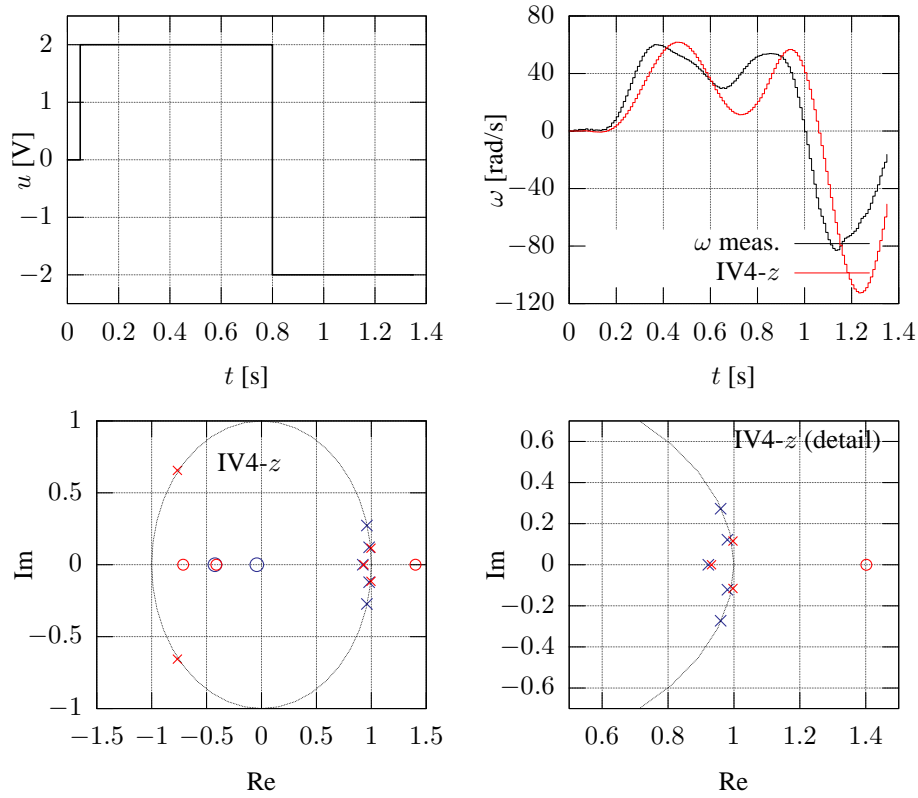 2
1
0
−1
−2
u [V]
0 0.2 0.4 0.6 0.8 1 1.2 1.4
t [s]
80
40
0
−40
−80
−120
ω [rad/s]
ω meas.
IV4-z
0 0.2 0.4 0.6 0.8 1 1.2 1.4
t [s]
1
0.5
0
−0.5
−1
Im
IV4-z
−1.5 −1 −0.5 0 0.5 1 1.5
Re
0.6
0.4
0.2
0
−0.2
−0.4
−0.6
Im
IV4-z (detail)
0.6 0.8 1 1.2 1.4
Re